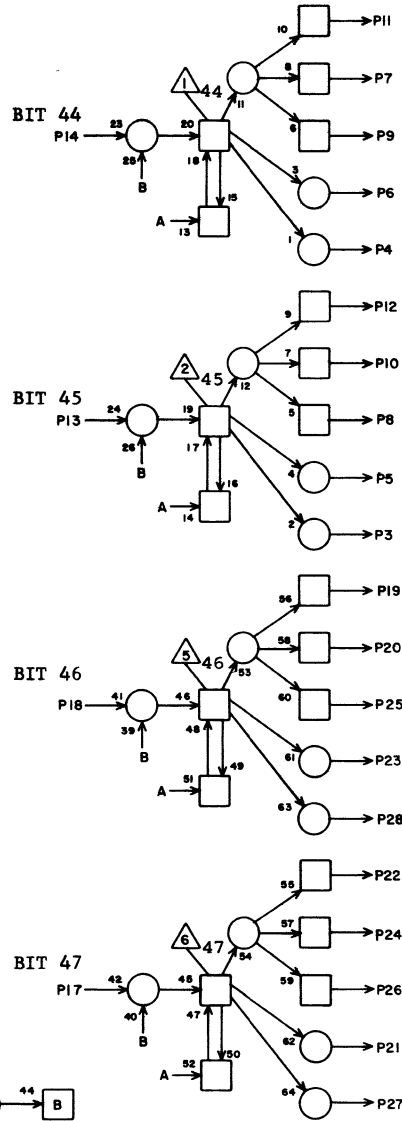 10 P11
1 44 8 P7
11
BIT 44 6 P9
P14 23 20 3 P6
25 18 15
B A 13 1 P4
9 P12
2 45 7 P10
12
BIT 45 5 P8
P13 24 19 4 P5
26 17 16
B A 14 2 P3
56 P19
5 46 58 P20
53
BIT 46 60 P25
P18 41 46 61 P23
39 48 49
B A 51 63 P28
55 P22
6 47 57 P24
54
BIT 47 59 P26
P17 42 45 62 P21
40 47 50
B A 52 64 P27
44 B